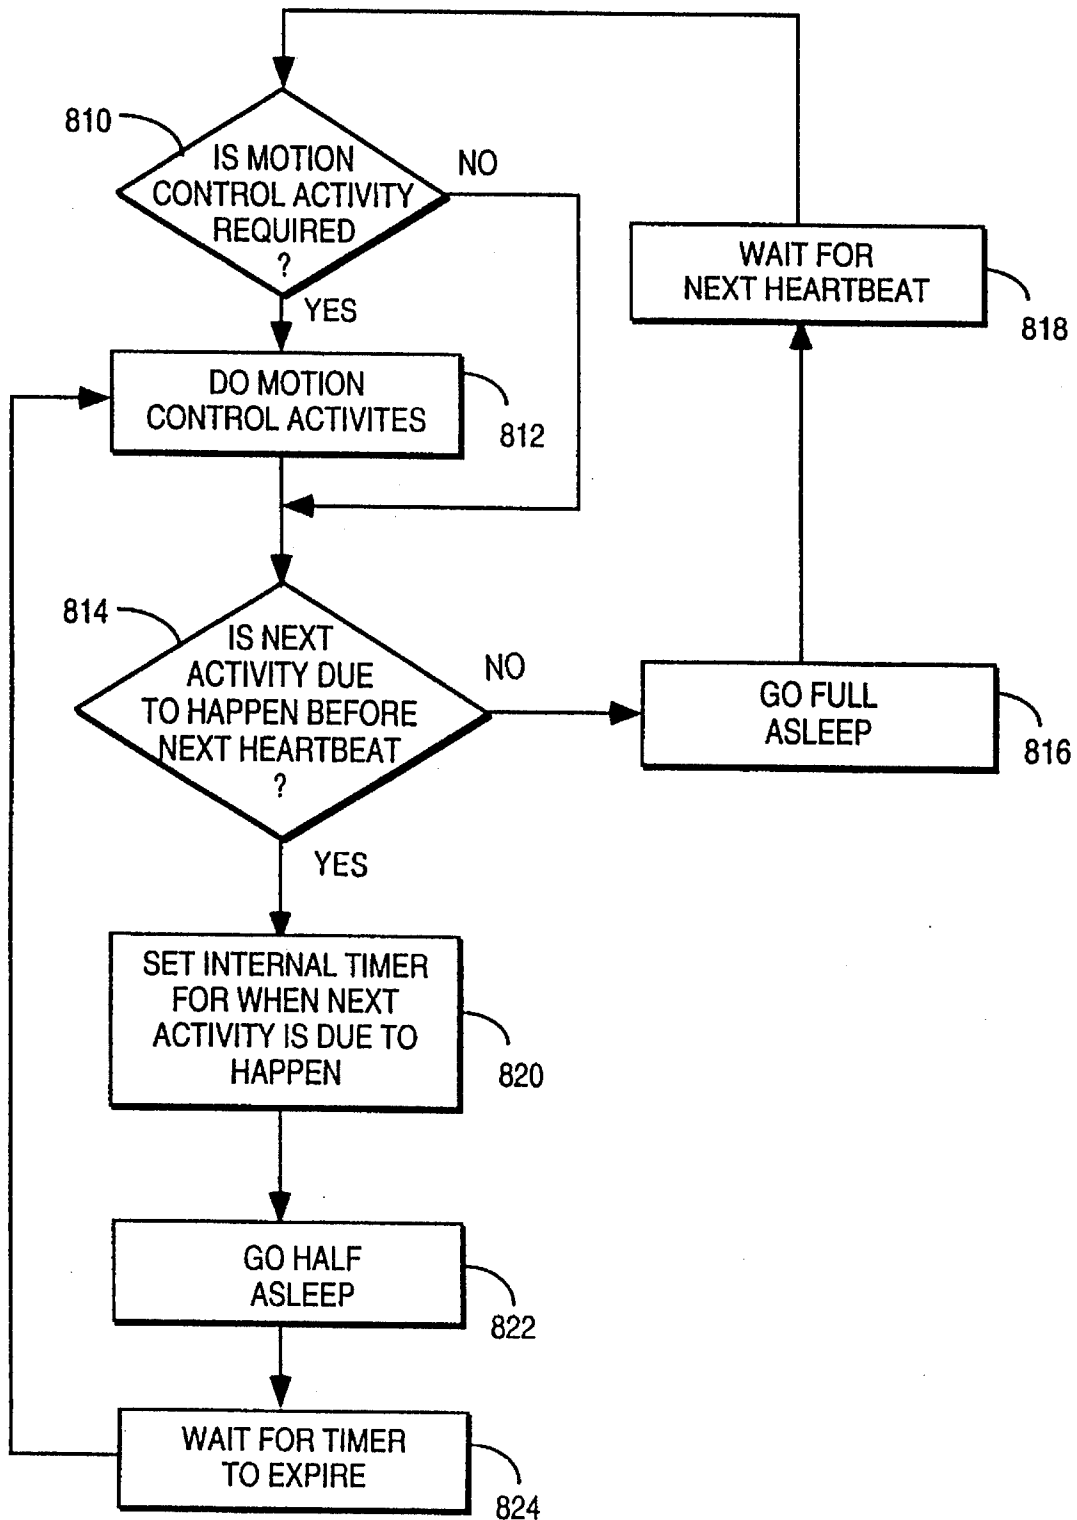 810
IS MOTION
CONTROL ACTIVITY
REQUIRED
?
NO
YES
WAIT FOR
NEXT HEARTBEAT
818
DO MOTION
CONTROL ACTIVITES
812
814
IS NEXT
ACTIVITY DUE
TO HAPPEN BEFORE
NEXT HEARTBEAT
?
NO
GO FULL
ASLEEP
816
YES
SET INTERNAL TIMER
FOR WHEN NEXT
ACTIVITY IS DUE TO
HAPPEN
820
GO HALF
ASLEEP
822
WAIT FOR TIMER
TO EXPIRE
824